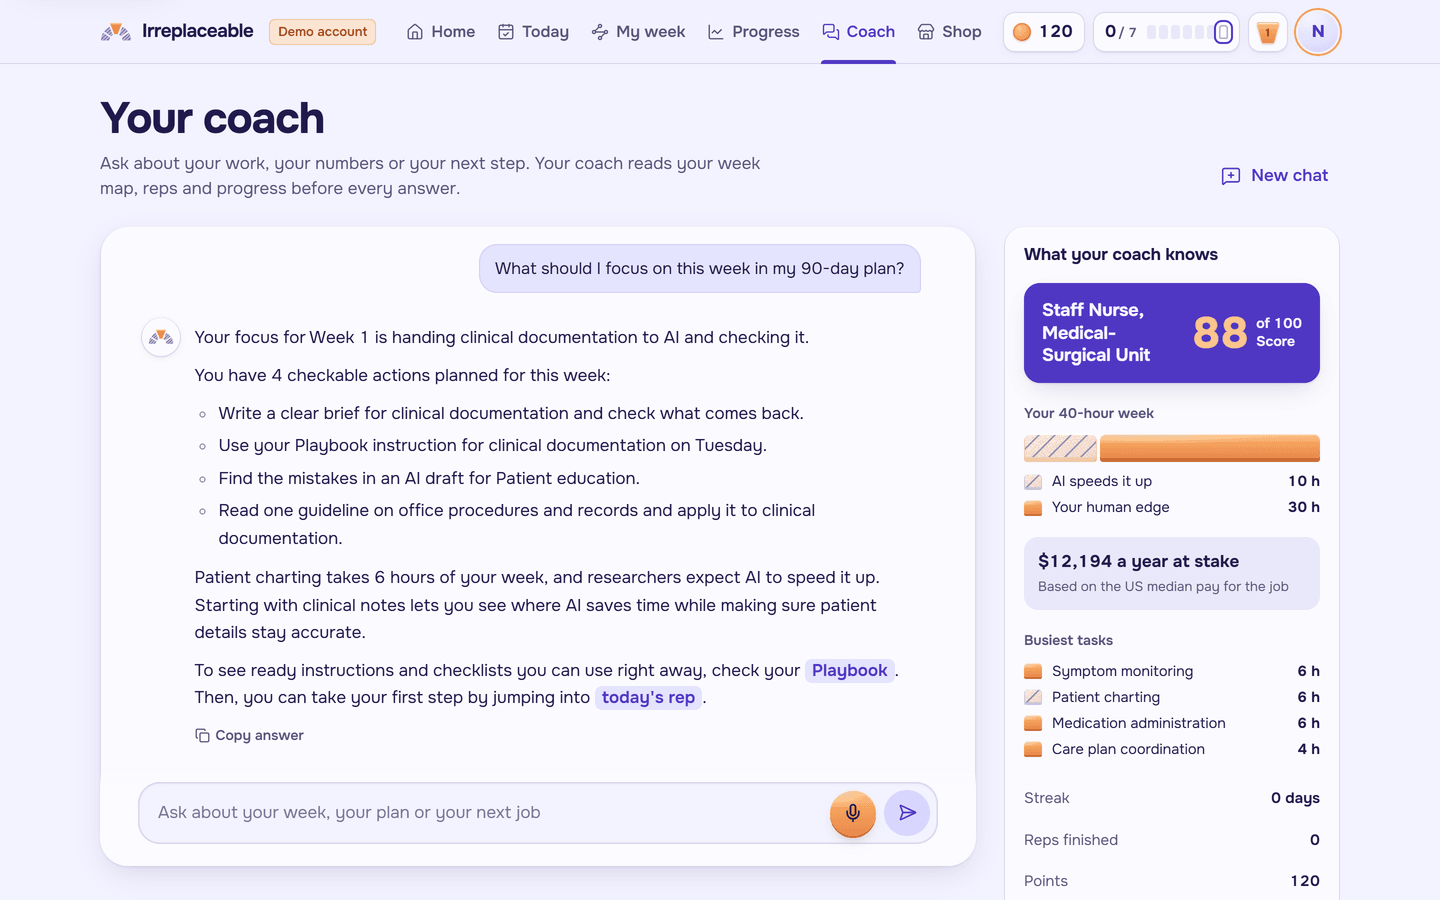 Irreplaceable
Demo account
Home
Today
My week
Progress
Coach
Shop
120
0 / 7
1
N
Your coach
Ask about your work, your numbers or your next step. Your coach reads your week
map, reps and progress before every answer.
New chat
What should I focus on this week in my 90-day plan?
Your focus for Week 1 is handing clinical documentation to AI and checking it.
You have 4 checkable actions planned for this week:
Write a clear brief for clinical documentation and check what comes back.
Use your Playbook instruction for clinical documentation on Tuesday.
Find the mistakes in an AI draft for Patient education.
Read one guideline on office procedures and records and apply it to clinical
documentation.
Patient charting takes 6 hours of your week, and researchers expect AI to speed it up.
Starting with clinical notes lets you see where AI saves time while making sure patient
details stay accurate.
To see ready instructions and checklists you can use right away, check your Playbook.
Then, you can take your first step by jumping into today's rep.
Copy answer
Ask about your week, your plan or your next job
What your coach knows
Staff Nurse,
Medical-
Surgical Unit
88
of 100
Score
Your 40-hour week
AI speeds it up 10 h
Your human edge 30 h
$12,194 a year at stake
Based on the US median pay for the job
Busiest tasks
Symptom monitoring 6 h
Patient charting 6 h
Medication administration 6 h
Care plan coordination 4 h
Streak 0 days
Reps finished 0
Points 120